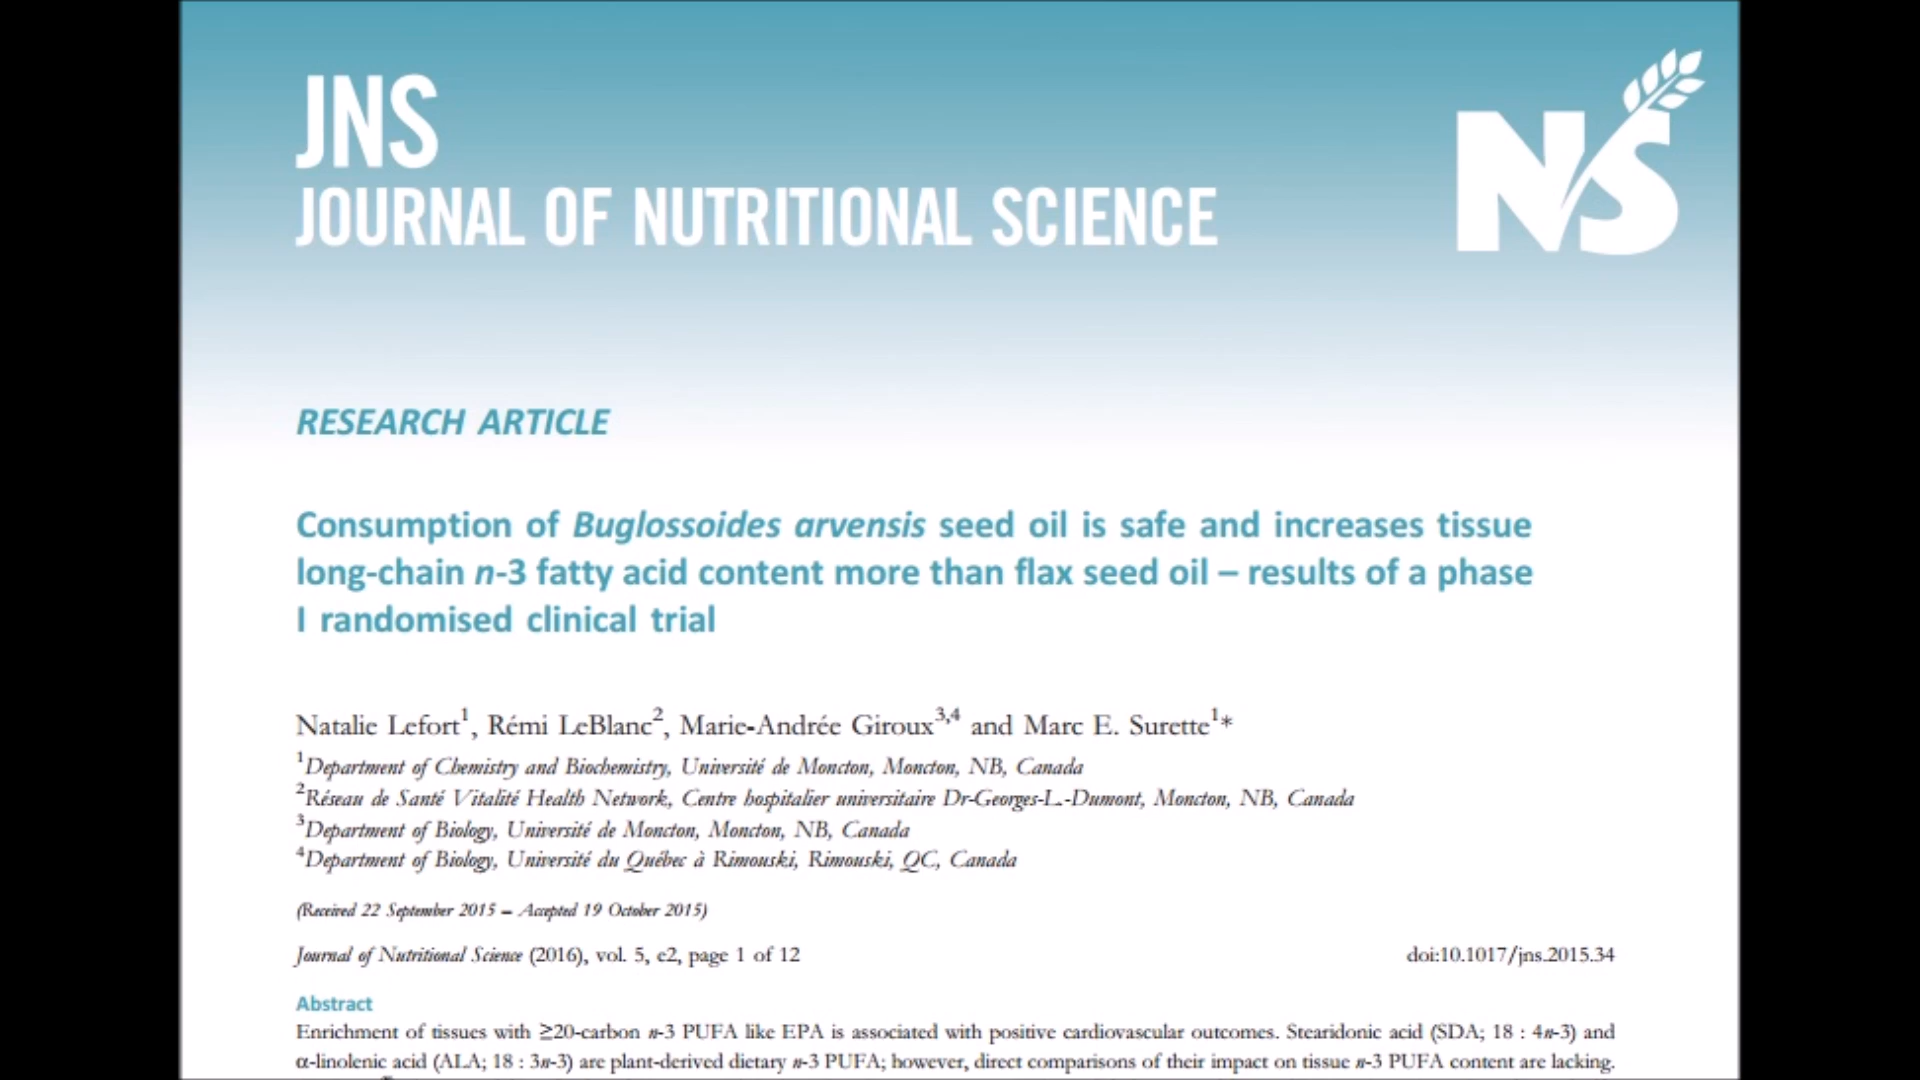 JNS
JOURNAL OF NUTRITIONAL SCIENCE
NS
RESEARCH ARTICLE
Consumption of Buglossoides arvensis seed oil is safe and increases tissue
long-chain n-3 fatty acid content more than flax seed oil – results of a phase
I randomised clinical trial
Natalie Lefort1, Rémi LeBlanc2, Marie-Andrée Giroux3,4 and Marc E. Surette1*
1Department of Chemistry and Biochemistry, Université de Moncton, Moncton, NB, Canada
2Réseau de Santé Vitalité Health Network, Centre hospitalier universitaire Dr-Georges-L.-Dumont, Moncton, NB, Canada
3Department of Biology, Université de Moncton, Moncton, NB, Canada
4Department of Biology, Université du Québec à Rimouski, Rimouski, QC, Canada
(Received 22 September 2015 – Accepted 19 October 2015)
Journal of Nutritional Science (2016), vol. 5, e2, page 1 of 12 doi:10.1017/jns.2015.34
Abstract
Enrichment of tissues with ≥20-carbon n-3 PUFA like EPA is associated with positive cardiovascular outcomes. Stearidonic acid (SDA; 18 : 4n-3) and
α-linolenic acid (ALA; 18 : 3n-3) are plant-derived dietary n-3 PUFA; however, direct comparisons of their impact on tissue n-3 PUFA content are lacking.